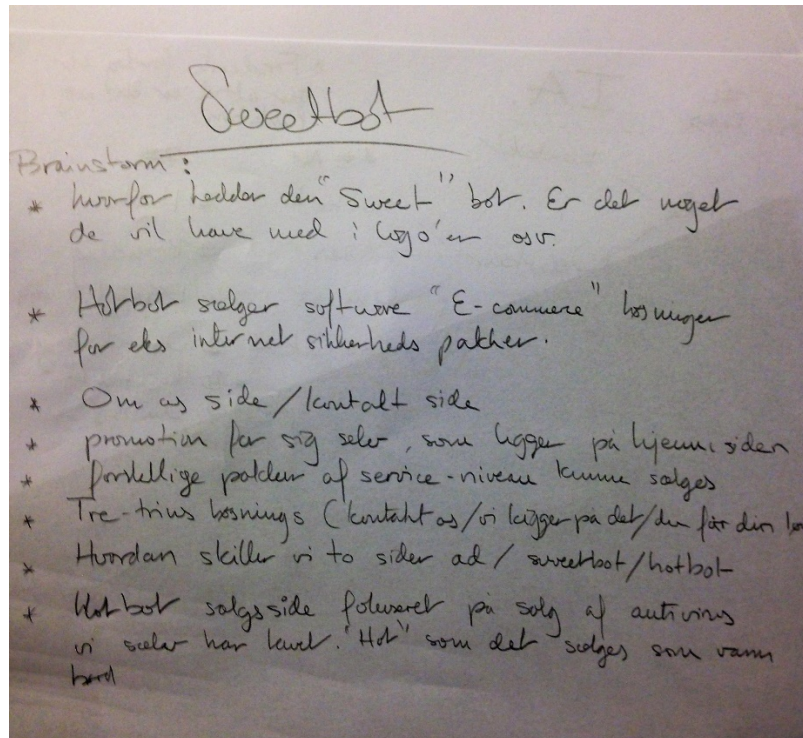 Sweetbot
Brainstorm:
* hvorfor hedder den "Sweet" bot. Er det noget
de vil have med i logo'en osv.
* Hotbot sælger software "E-commerce" løsninger
for eks internet sikkerheds pakker.
* Om os side/kontakt side
* promotion for sig selv, som ligger på hjemmesiden
* forskellige pakker af service-niveau kunne sælges
* Tre-trins løsnings (kontakt os/vi kigger på det/du får din
* Hvordan skiller vi to sider ad / sweetbot/hotbot
* Hotbot salgsside fokuseret på salg af antivirus
vi selv har lavet. "Hot" som det sælges som varm
brød